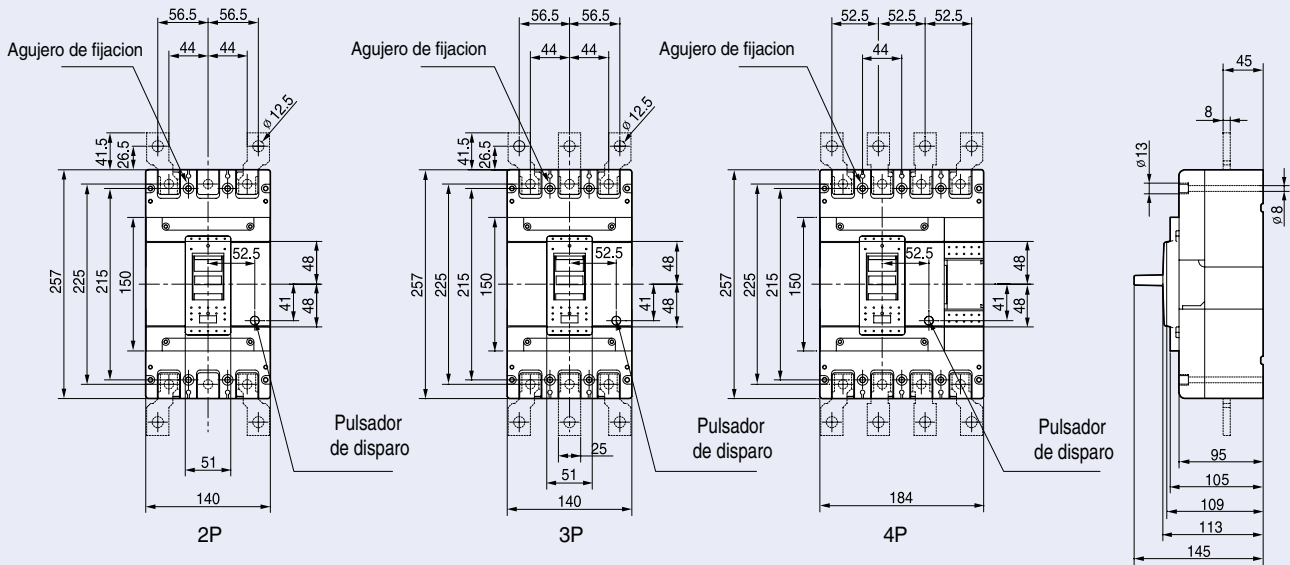 56.5 56.5
44 44
Agujero de fijacion
ø 12.5
41.5
26.5
257
225
215
150
52.5
48
41
48
Pulsador
de disparo
51
140
2P
56.5 56.5
44 44
Agujero de fijacion
ø 12.5
41.5
26.5
257
225
215
150
52.5
48
41
48
Pulsador
de disparo
25
51
140
3P
52.5 52.5 52.5
44
Agujero de fijacion
257
225
215
150
52.5
48
41
48
Pulsador
de disparo
184
4P
45
8
ø13
ø8
95
105
109
113
145